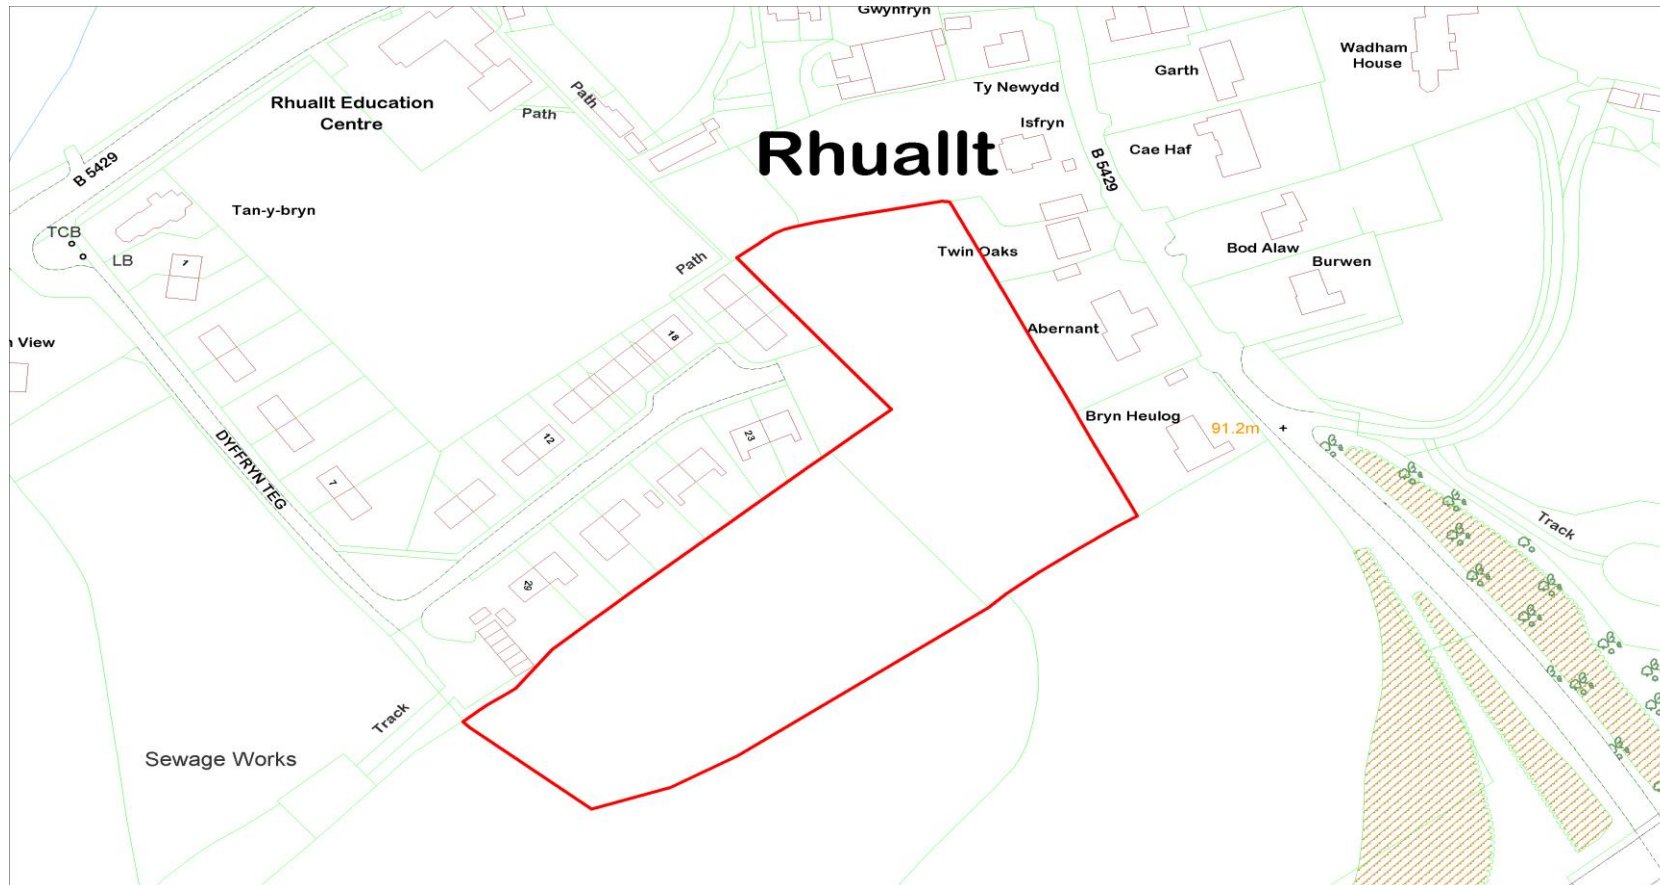 Gwynfryn
Wadham
House
Garth
Ty Newydd
Rhuallt Education
Centre
Path
Path
Isfryn
Rhuallt
Cae Haf
B 5429
B 5429
Tan-y-bryn
TCB
LB
1
Path
Twin Oaks
Bod Alaw
Burwen
Abernant
18
n View
Bryn Heulog
91.2m
23
12
DYFFRYN TEG
7
Track
29
Track
Sewage Works